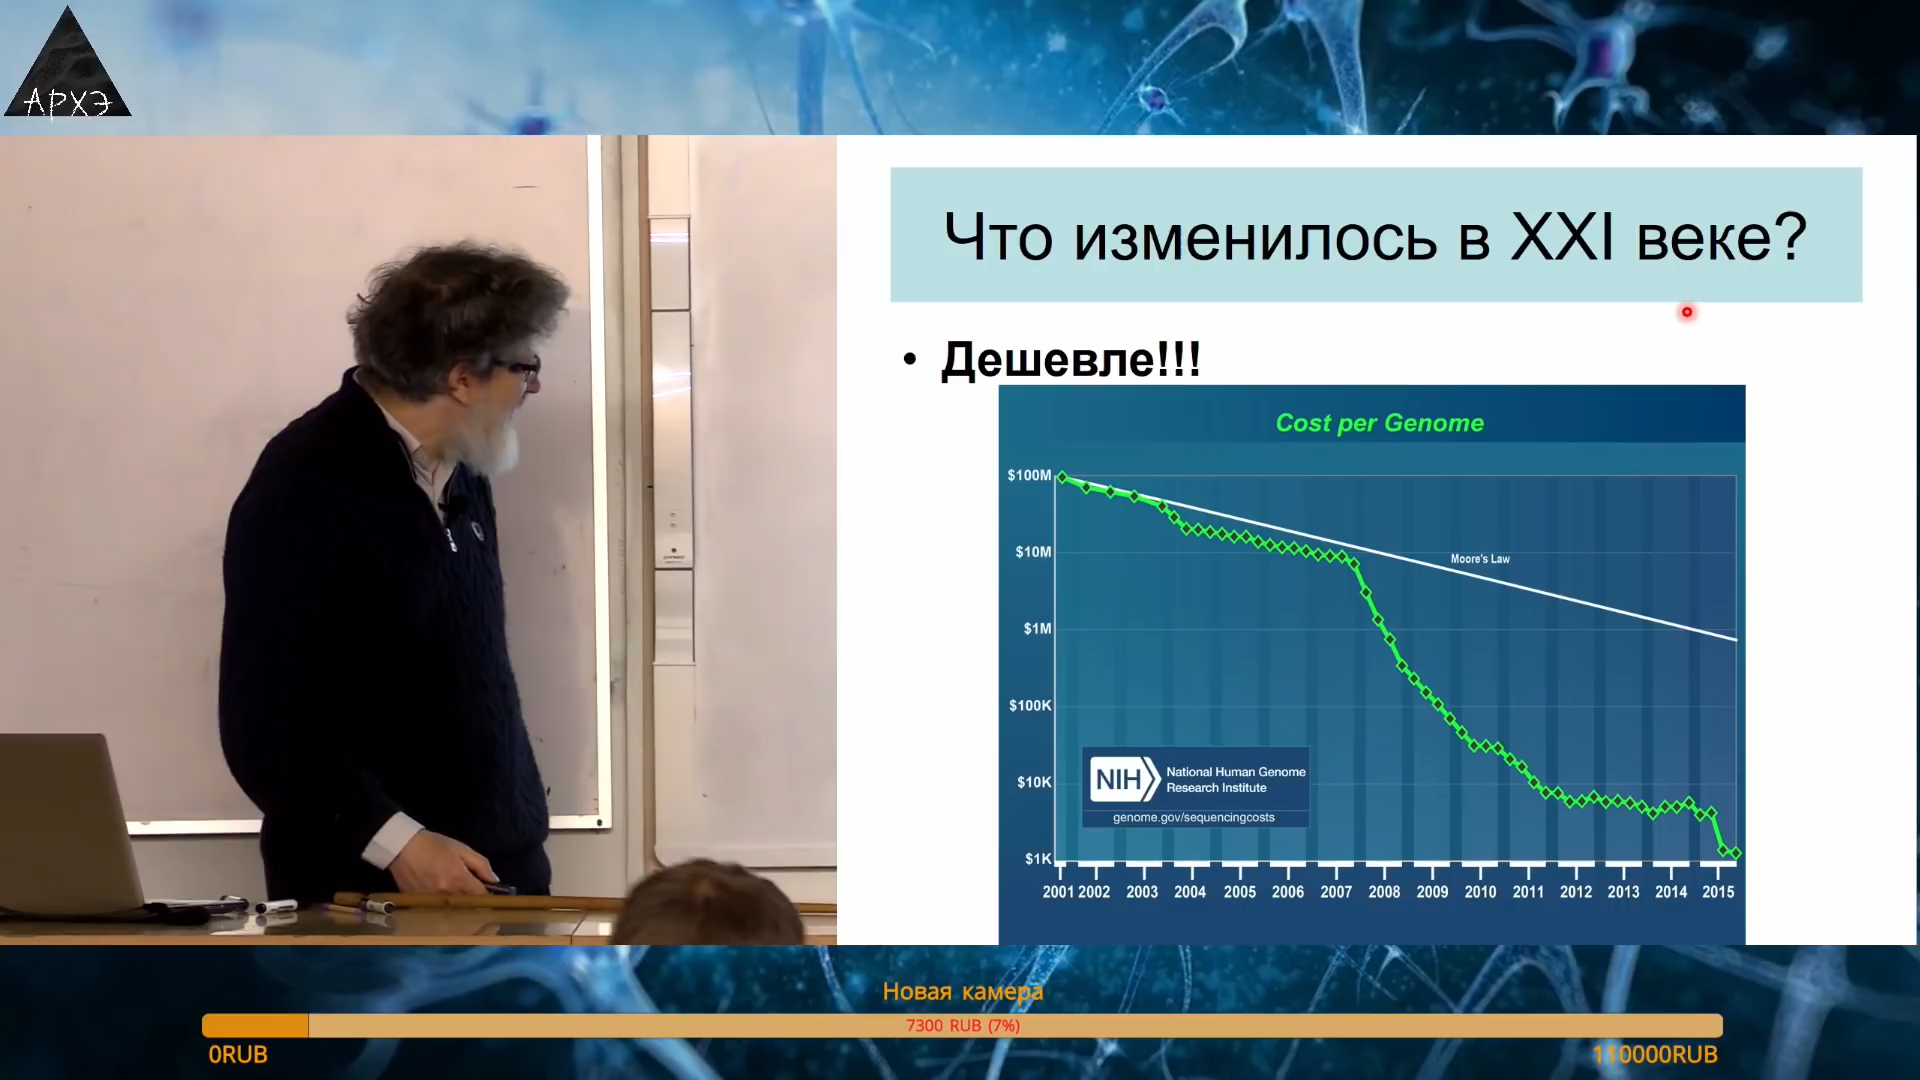 АРХЭ
Что изменилось в XXI веке?
• Дешевле!!!
Cost per Genome
$100M
$10M
$1M
$100K
$10K
$1K
Moore's Law
NIH
National Human Genome
Research Institute
genome.gov/sequencingcosts
2001 2002 2003 2004 2005 2006 2007 2008 2009 2010 2011 2012 2013 2014 2015
Новая камера
7300 RUB (7%)
0RUB
110000RUB